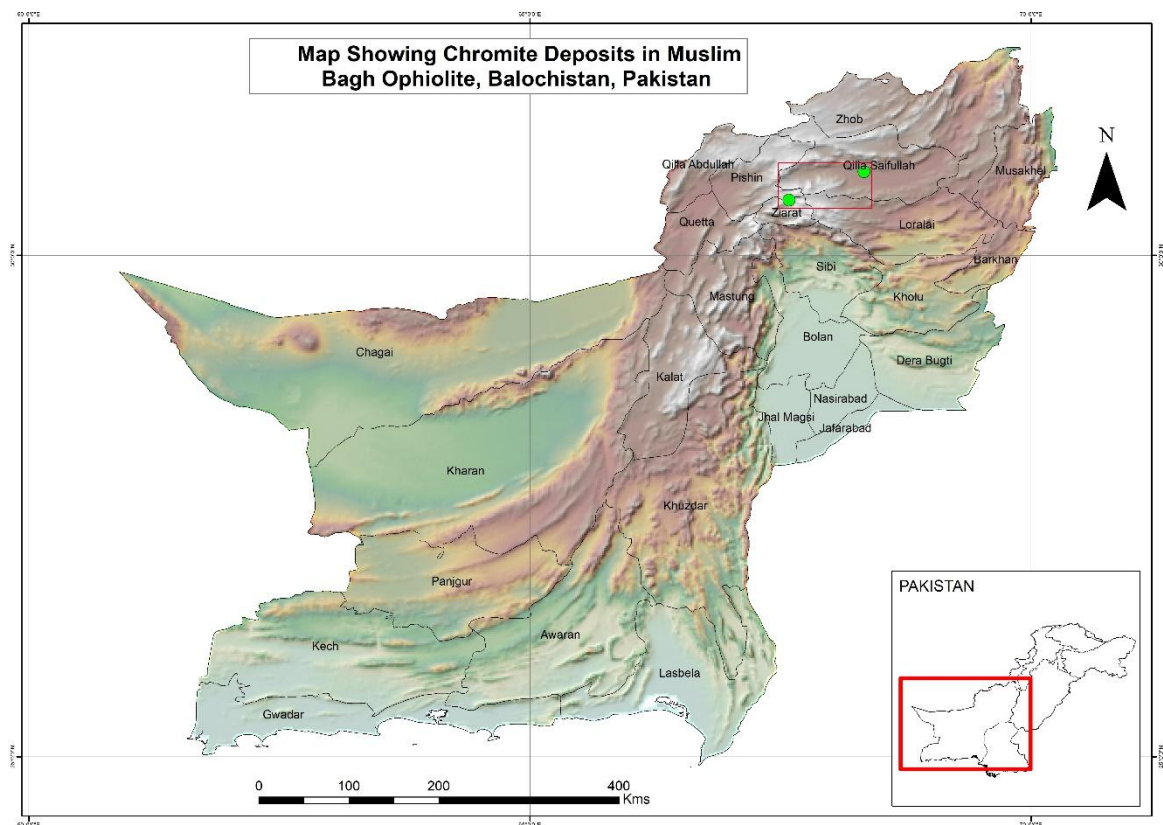 Map Showing Chromite Deposits in Muslim
Bagh Ophiolite, Balochistan, Pakistan
N
Zhob
Qilla Abdullah
Qilla Saifullah
Pishin
Musakhel
Ziarat
Quetta
Loralai
Barkhan
Sibi
Mastung
Kholu
Bolan
Chagai
Dera Bugti
Kalat
Nasirabad
Jhal Magsi
Jafarabad
Kharan
Khuzdar
Panjgur
Awaran
Kech
Lasbela
Gwadar
PAKISTAN
0 100 200 400
Kms